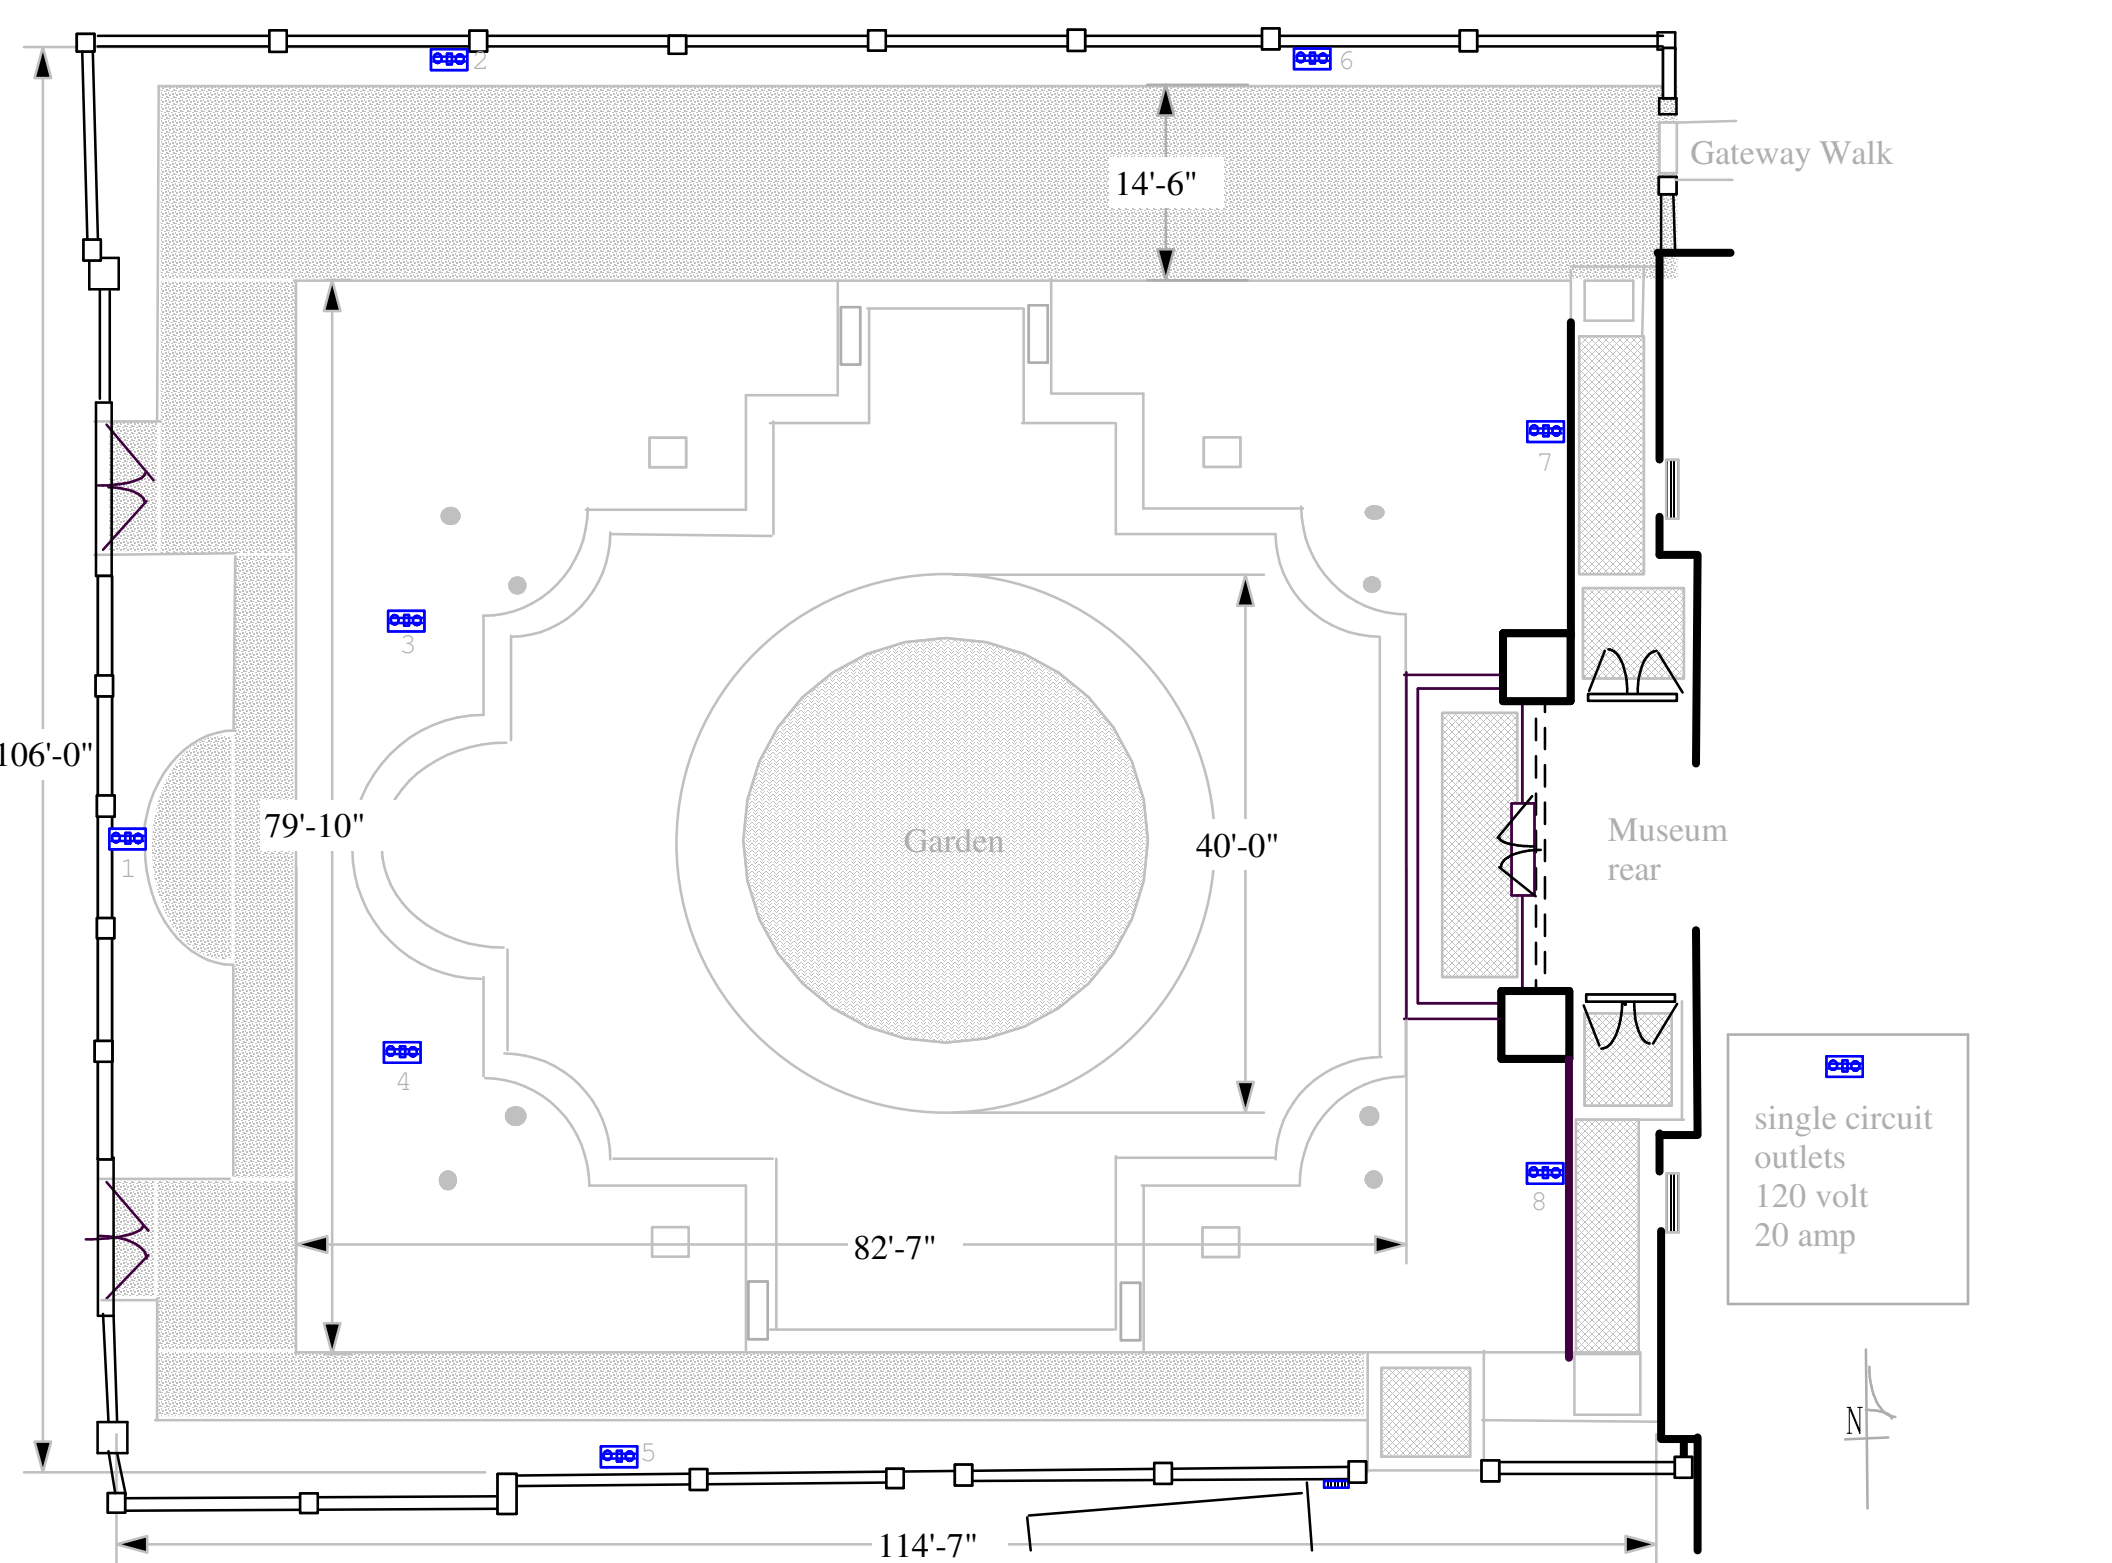 2
6
Gateway Walk
14'-6"
7
3
106'-0"
79'-10"
Garden
40'-0"
Museum
rear
1
4
single circuit
outlets
120 volt
20 amp
8
82'-7"
N
5
114'-7"